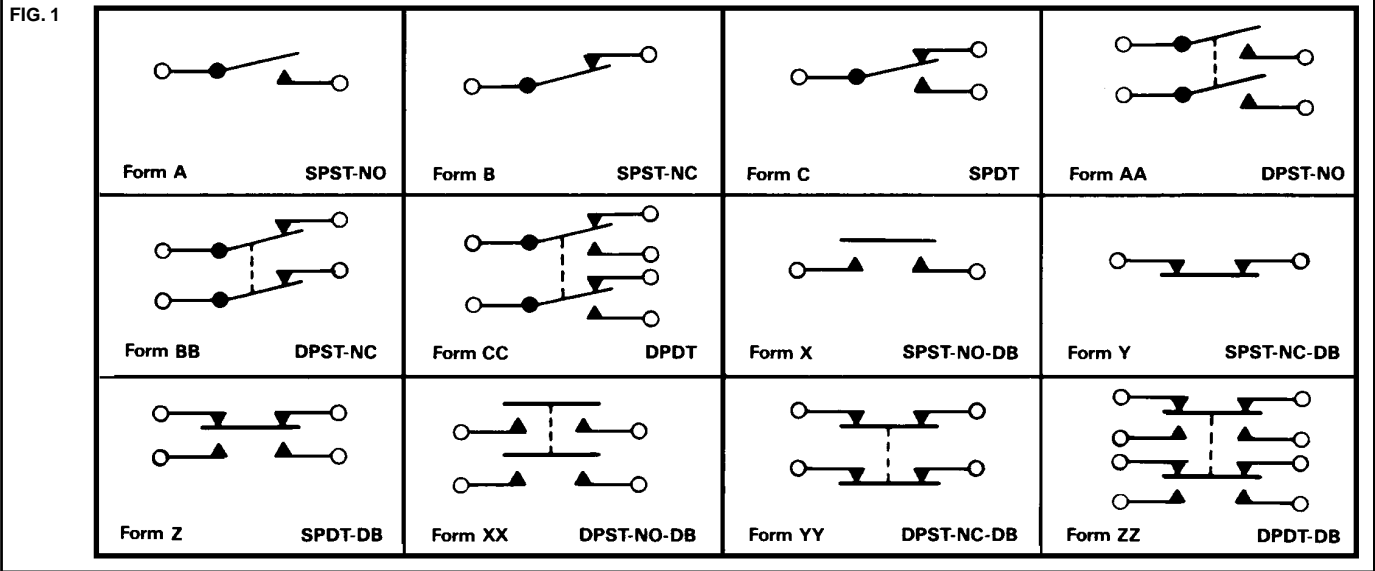 FIG. 1
Form A SPST-NO
Form B SPST-NC
Form C SPDT
Form AA DPST-NO
Form BB DPST-NC
Form CC DPDT
Form X SPST-NO-DB
Form Y SPST-NC-DB
Form Z SPDT-DB
Form XX DPST-NO-DB
Form YY DPST-NC-DB
Form ZZ DPDT-DB